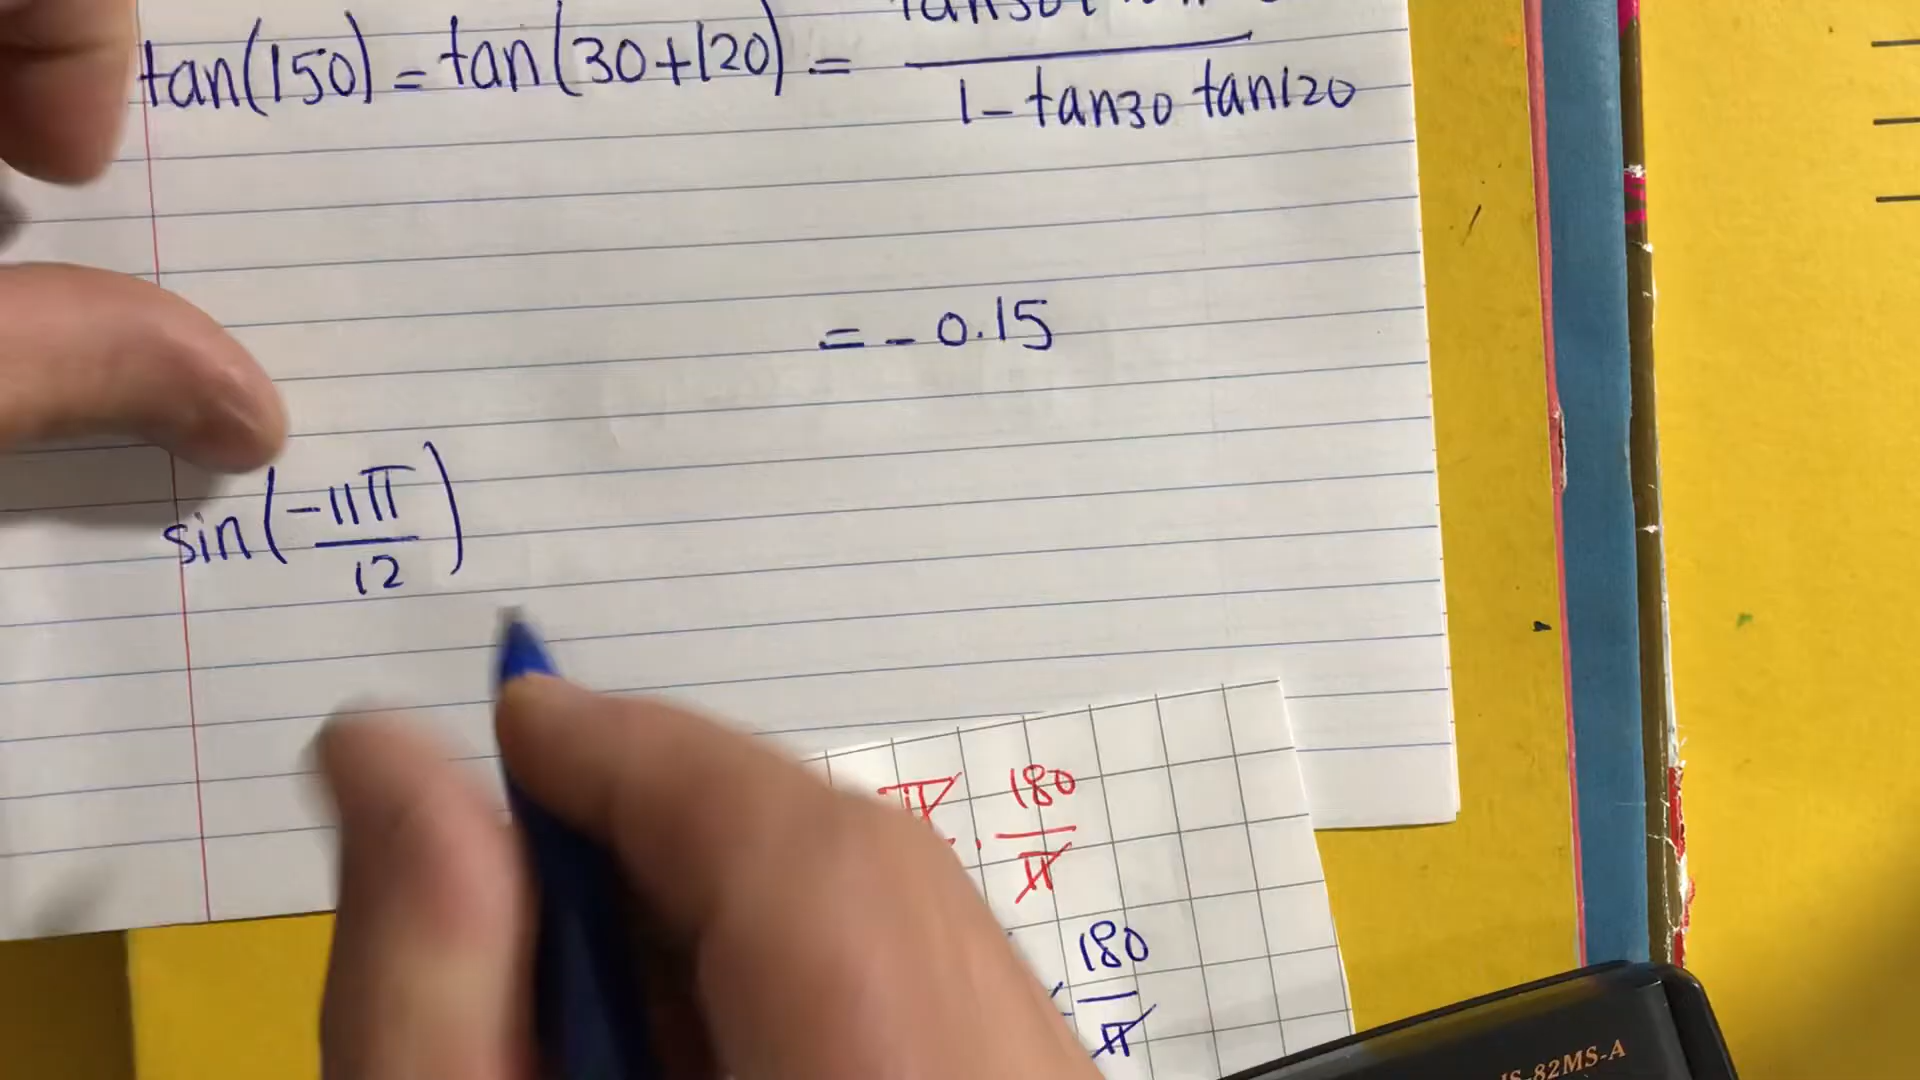 tan(150) = tan(30+120) =
1 - tan30 tan120
= - 0.15
sin(-11π/12)
π . 180/π
180/π
-82MS-A